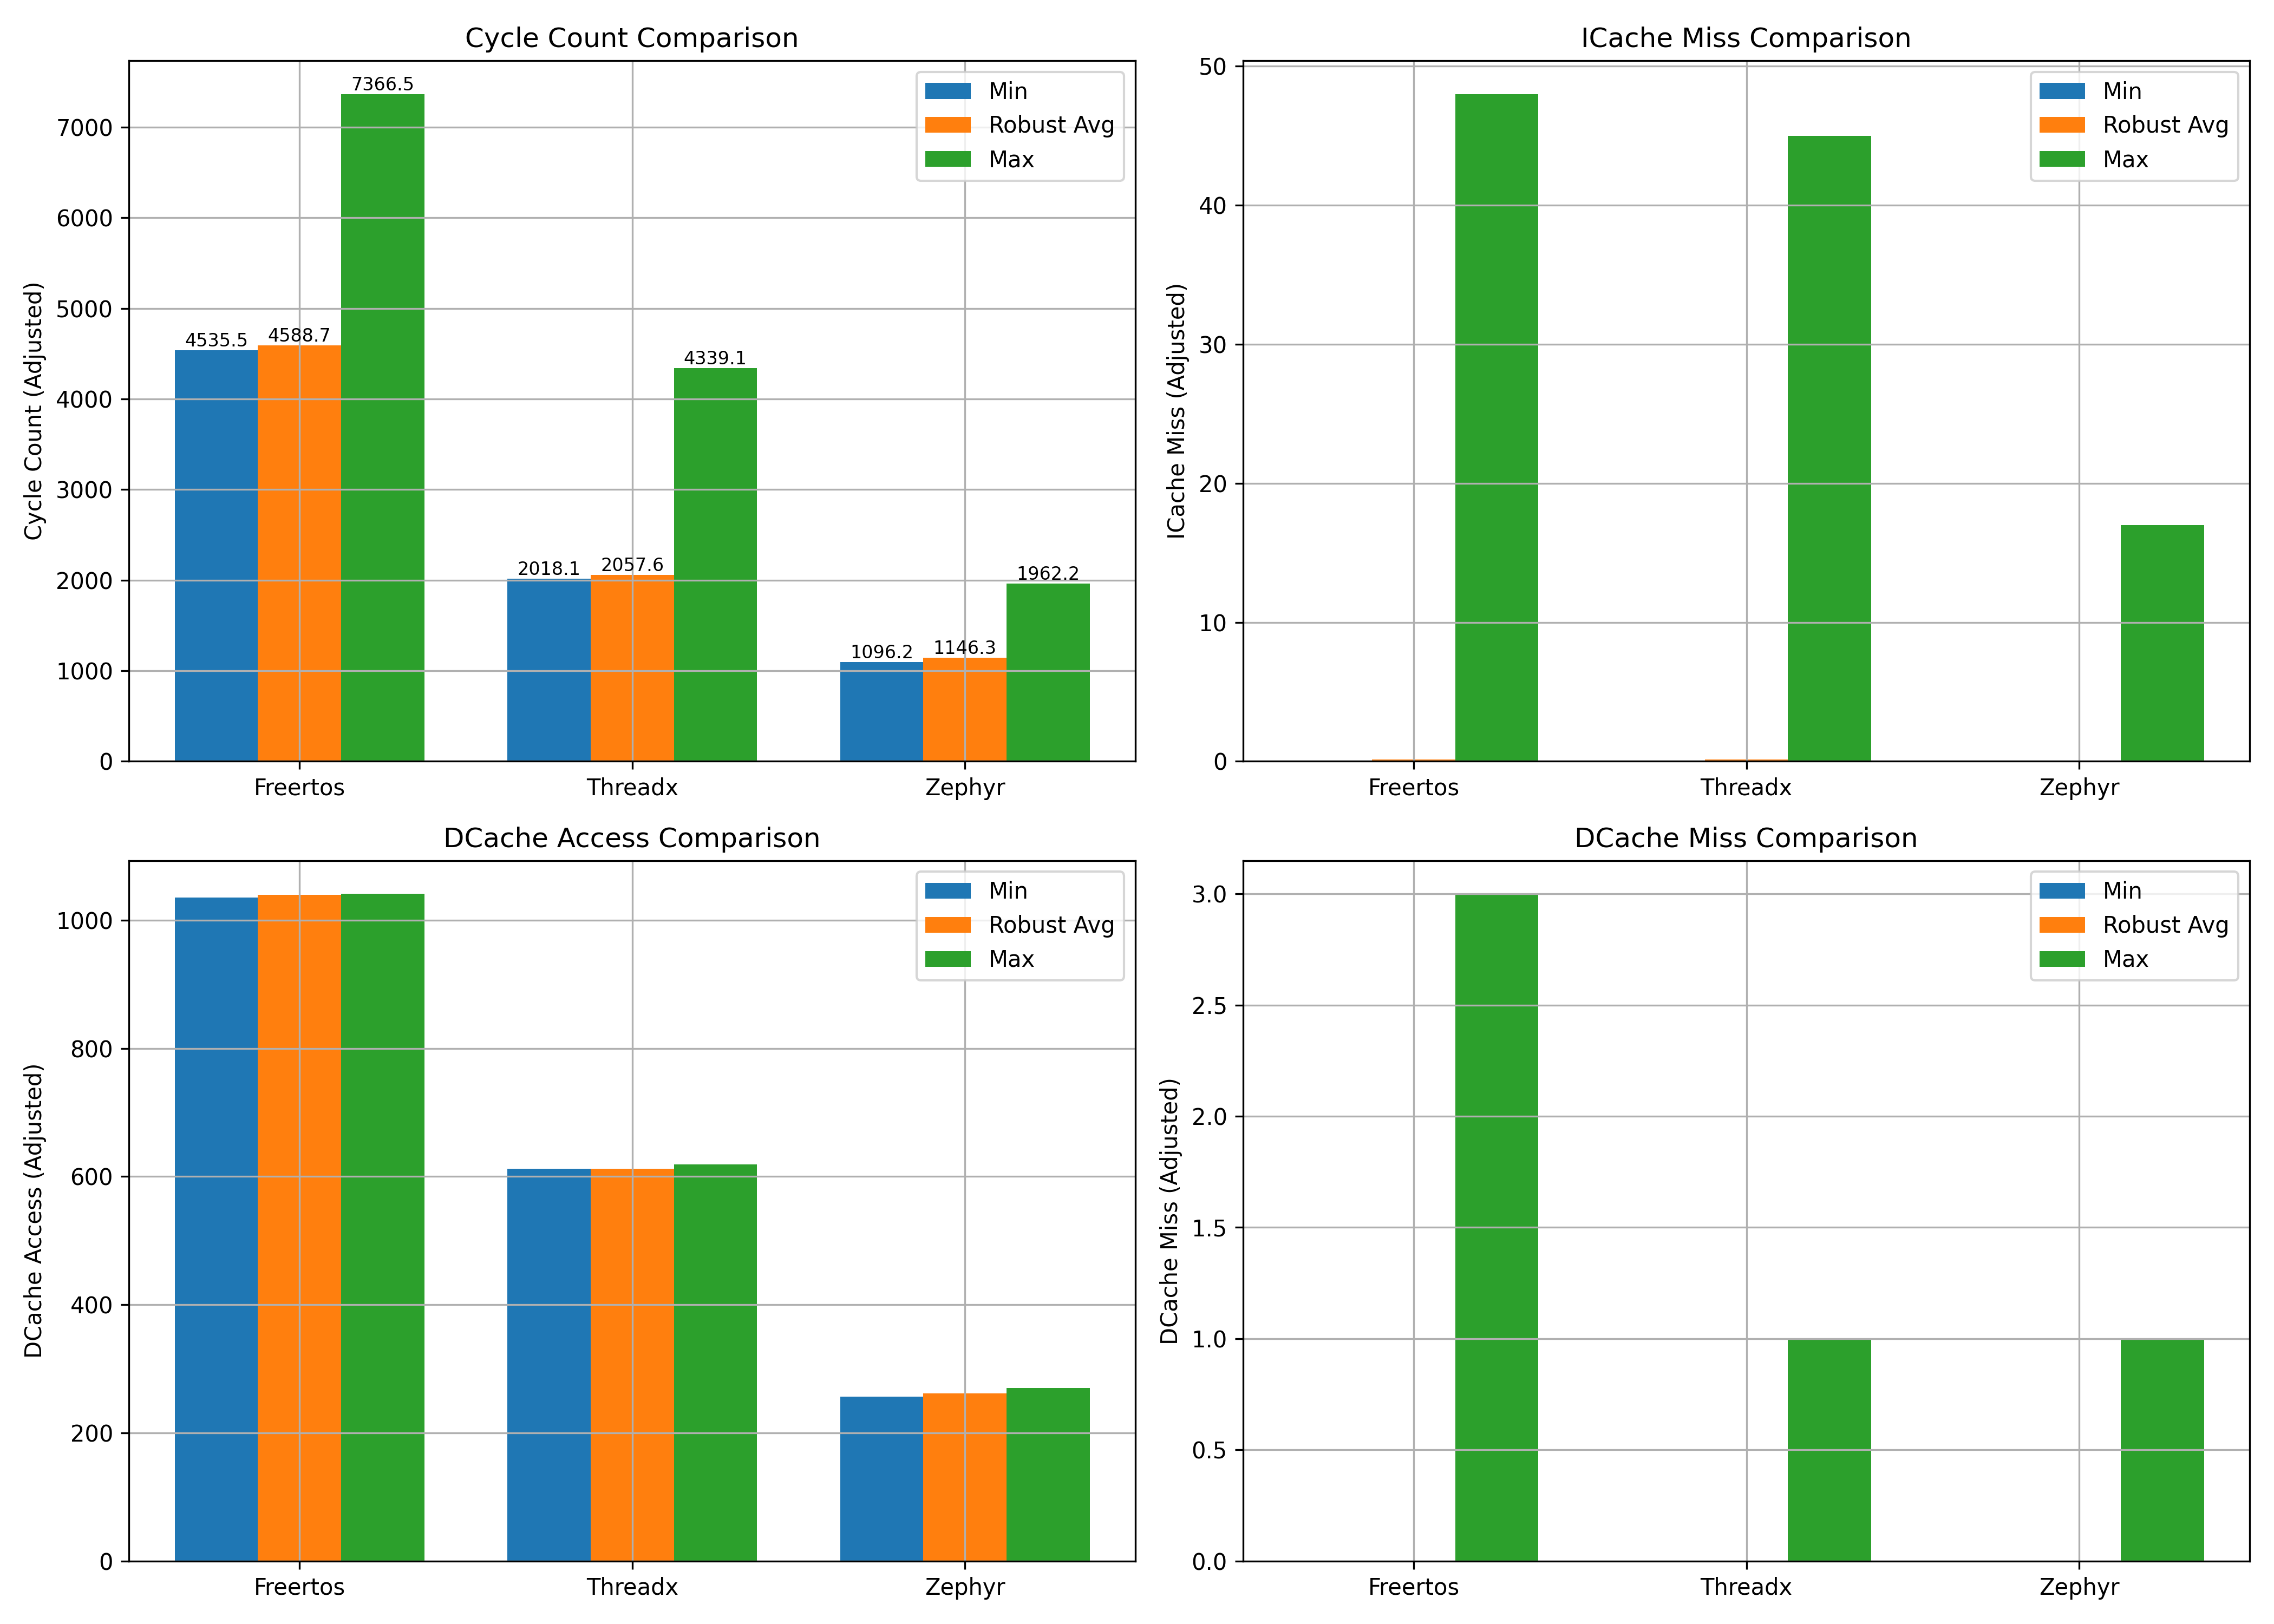 Cycle Count Comparison
Cycle Count (Adjusted)
7000
6000
5000
4000
3000
2000
1000
0
4535.5
4588.7
7366.5
2018.1
2057.6
4339.1
1096.2
1146.3
1962.2
Min
Robust Avg
Max
Freertos
Threadx
Zephyr
ICache Miss Comparison
ICache Miss (Adjusted)
50
40
30
20
10
0
Min
Robust Avg
Max
Freertos
Threadx
Zephyr
DCache Access Comparison
DCache Access (Adjusted)
1000
800
600
400
200
0
Min
Robust Avg
Max
Freertos
Threadx
Zephyr
DCache Miss Comparison
DCache Miss (Adjusted)
3.0
2.5
2.0
1.5
1.0
0.5
0.0
Min
Robust Avg
Max
Freertos
Threadx
Zephyr